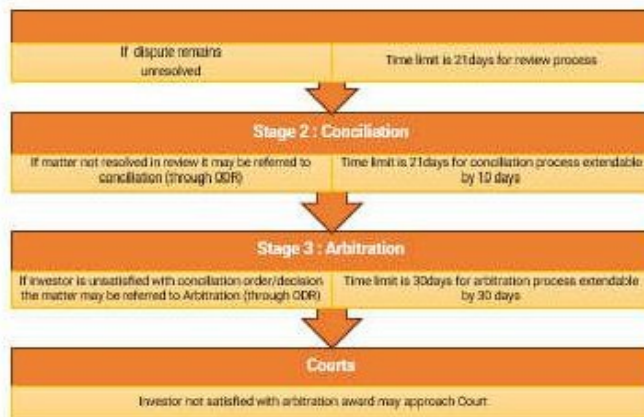 If dispute remains
unresolved
Time limit is 21days for review process
Stage 2 : Conciliation
If matter not resolved in review it may be referred to
conciliation (through ODR)
Time limit is 21days for conciliation process extendable
by 10 days
Stage 3 : Arbitration
If investor is unsatisfied with conciliation order/decision
the matter may be referred to Arbitration (through ODR)
Time limit is 30days for arbitration process extendable
by 30 days
Courts
Investor not satisfied with arbitration award may approach Court